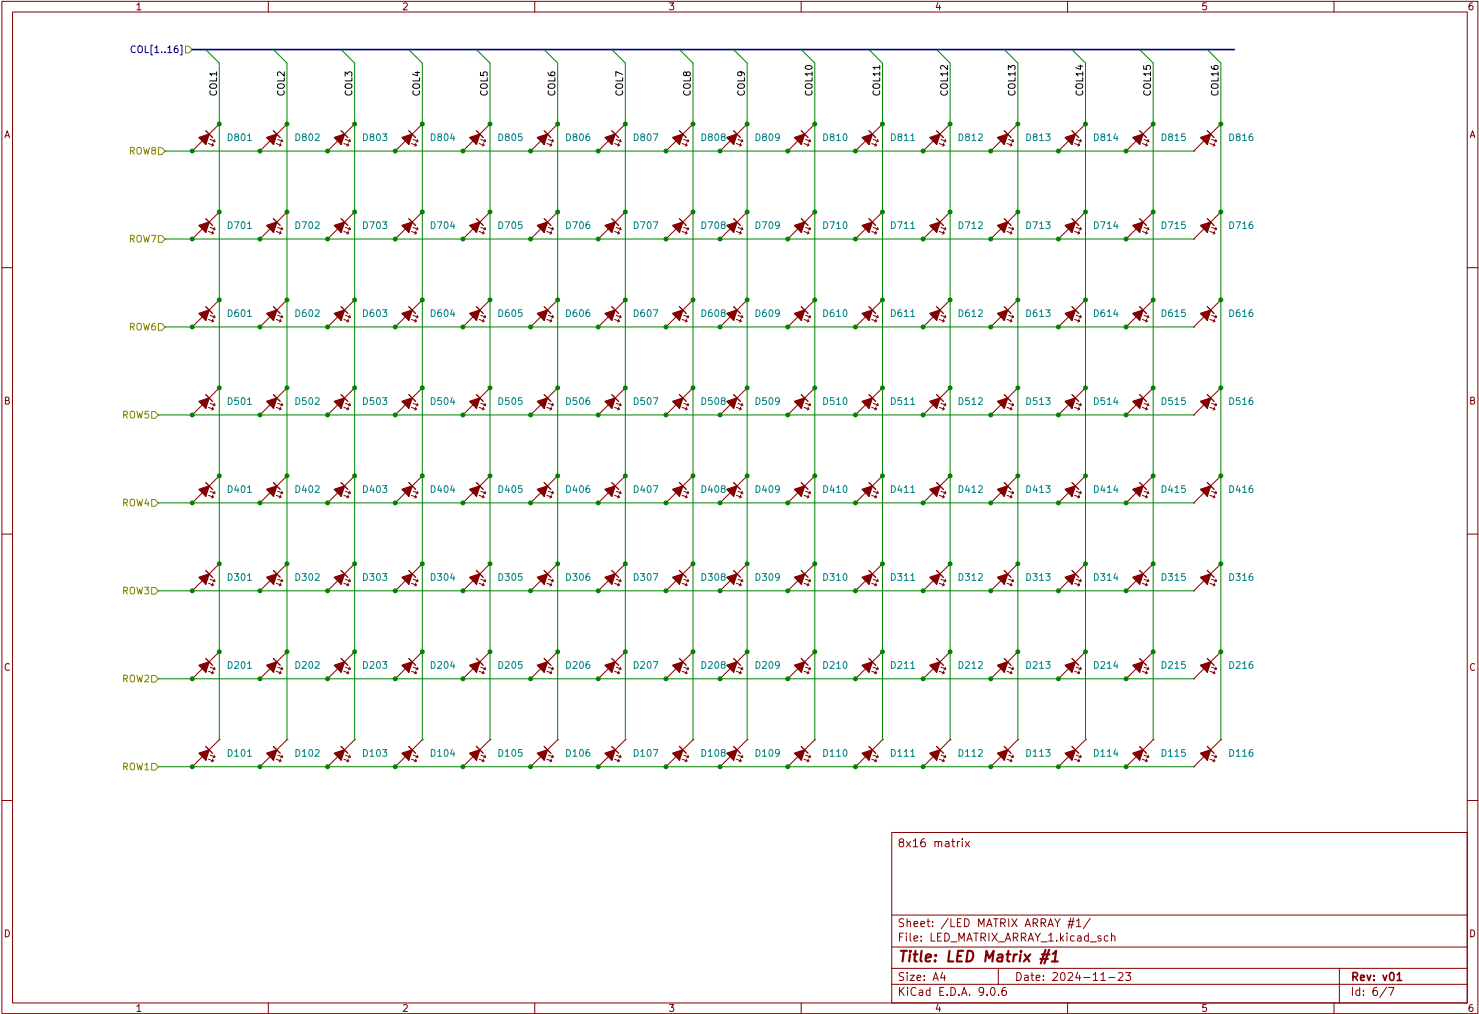 1 2 3 4 5 6
COL[1..16]
COL1 COL2 COL3 COL4 COL5 COL6 COL7 COL8 COL9 COL10 COL11 COL12 COL13 COL14 COL15 COL16
A A
ROW8 D801 D802 D803 D804 D805 D806 D807 D808 D809 D810 D811 D812 D813 D814 D815 D816
ROW7 D701 D702 D703 D704 D705 D706 D707 D708 D709 D710 D711 D712 D713 D714 D715 D716
ROW6 D601 D602 D603 D604 D605 D606 D607 D608 D609 D610 D611 D612 D613 D614 D615 D616
B B
ROW5 D501 D502 D503 D504 D505 D506 D507 D508 D509 D510 D511 D512 D513 D514 D515 D516
ROW4 D401 D402 D403 D404 D405 D406 D407 D408 D409 D410 D411 D412 D413 D414 D415 D416
ROW3 D301 D302 D303 D304 D305 D306 D307 D308 D309 D310 D311 D312 D313 D314 D315 D316
C C
ROW2 D201 D202 D203 D204 D205 D206 D207 D208 D209 D210 D211 D212 D213 D214 D215 D216
ROW1 D101 D102 D103 D104 D105 D106 D107 D108 D109 D110 D111 D112 D113 D114 D115 D116
8x16 matrix
Sheet: /LED MATRIX ARRAY #1/
D D
File: LED_MATRIX_ARRAY_1.kicad_sch
Title: LED Matrix #1
Size: A4 Date: 2024-11-23 Rev: v01
KiCad E.D.A. 9.0.6 Id: 6/7
1 2 3 4 5 6